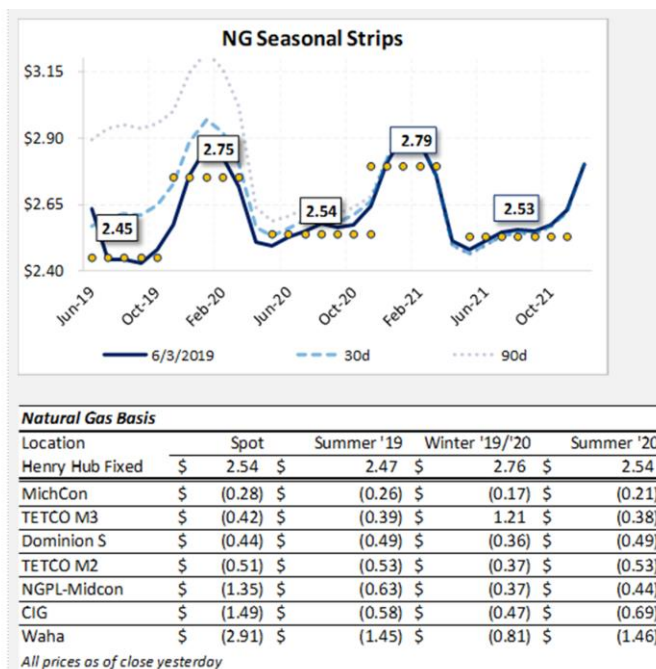 NG Seasonal Strips
$3.15
$2.90
$2.65
$2.40
2.45
2.75
2.54
2.79
2.53
Jun-19 Oct-19 Feb-20 Jun-20 Oct-20 Feb-21 Jun-21 Oct-21
6/3/2019 30d 90d
Natural Gas Basis
Location Spot Summer '19 Winter '19/'20 Summer '20
Henry Hub Fixed $ 2.54 $ 2.47 $ 2.76 $ 2.54
MichCon $ (0.28) $ (0.26) $ (0.17) $ (0.21)
TETCO M3 $ (0.42) $ (0.39) $ 1.21 $ (0.38)
Dominion S $ (0.44) $ (0.49) $ (0.36) $ (0.49)
TETCO M2 $ (0.51) $ (0.53) $ (0.37) $ (0.53)
NGPL-Midcon $ (1.35) $ (0.63) $ (0.37) $ (0.44)
CIG $ (1.49) $ (0.58) $ (0.47) $ (0.69)
Waha $ (2.91) $ (1.45) $ (0.81) $ (1.46)
All prices as of close yesterday